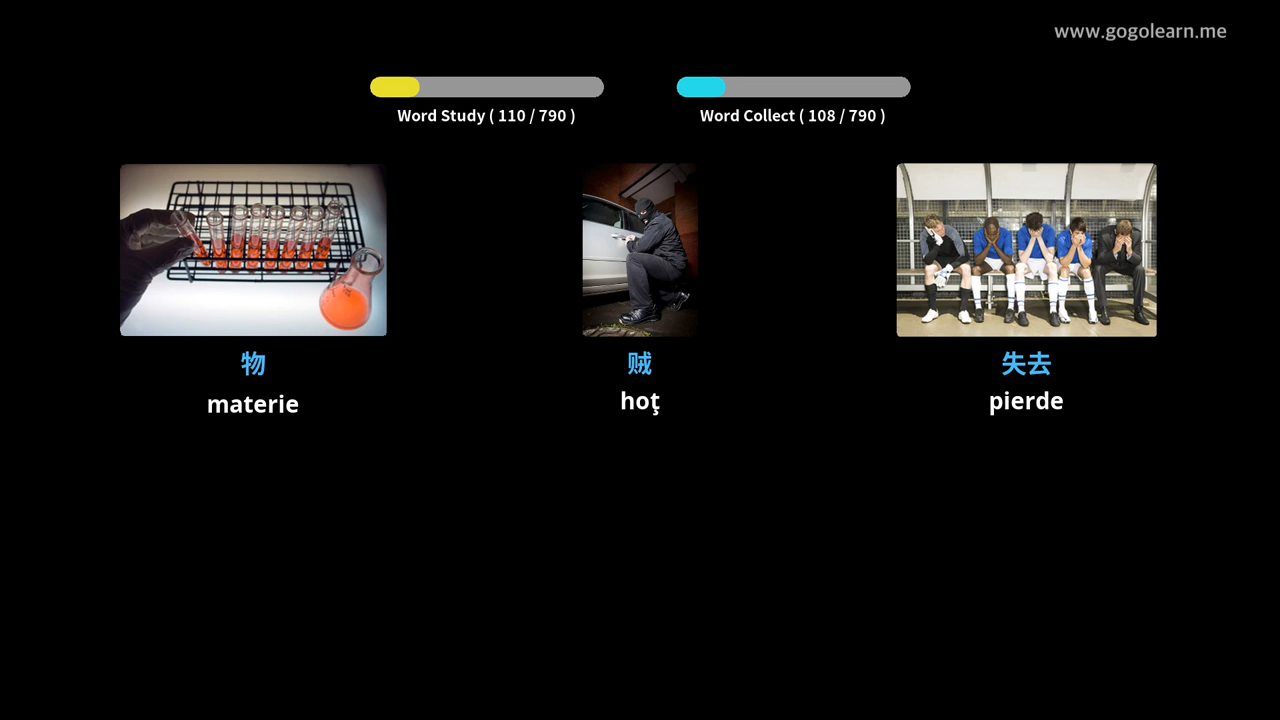 www.gogolearn.me
Word Study ( 110 / 790 )
Word Collect ( 108 / 790 )
物
materie
贼
hoţ
失去
pierde